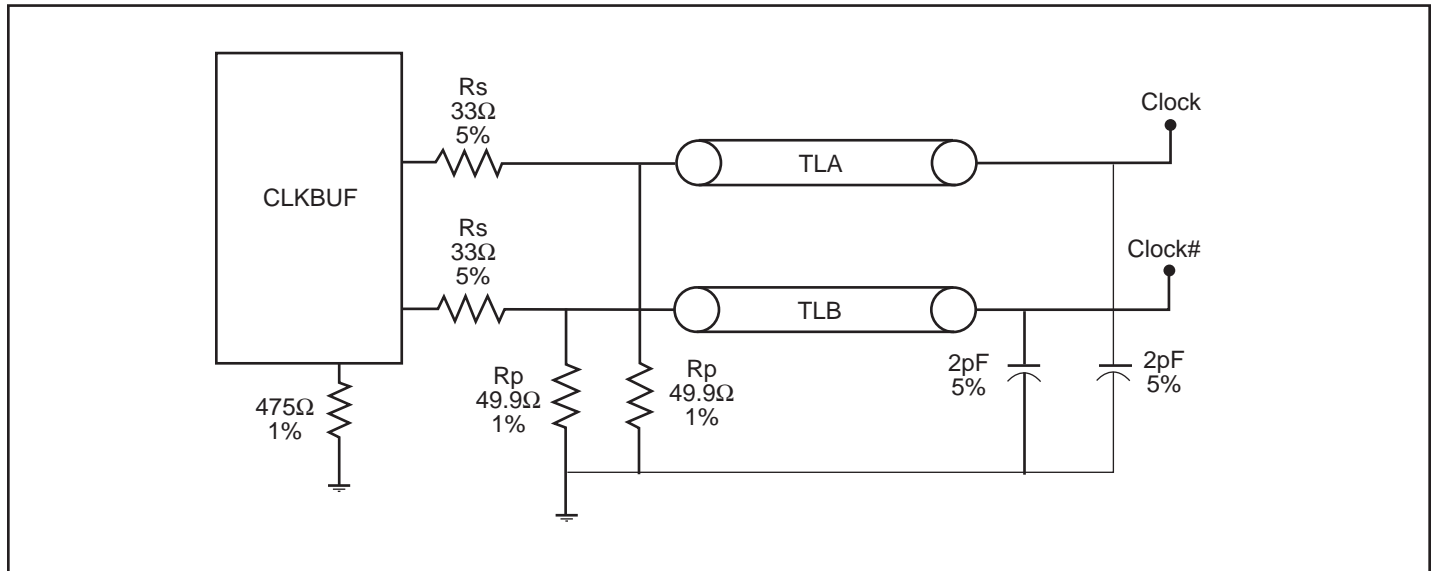 CLKBUF
Rs
33Ω
5%
TLA
Clock
Rs
33Ω
5%
TLB
Clock#
475Ω
1%
Rp
49.9Ω
1%
Rp
49.9Ω
1%
2pF
5%
2pF
5%